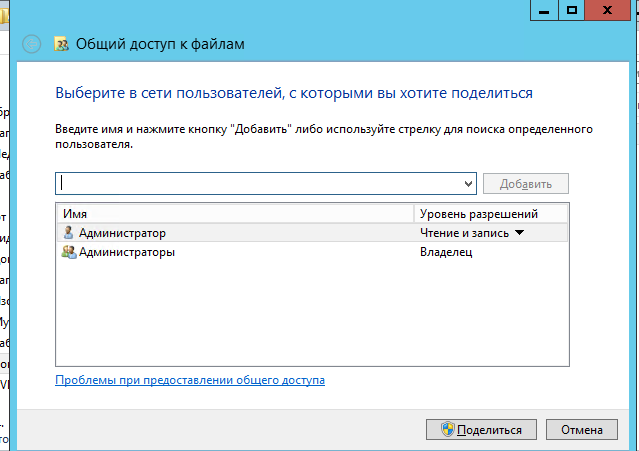 Общий доступ к файлам
Выберите в сети пользователей, с которыми вы хотите поделиться
Введите имя и нажмите кнопку "Добавить" либо используйте стрелку для поиска определенного
пользователя.
Добавить
Имя Уровень разрешений
Администратор Чтение и запись
Администраторы Владелец
Проблемы при предоставлении общего доступа
Поделиться Отмена